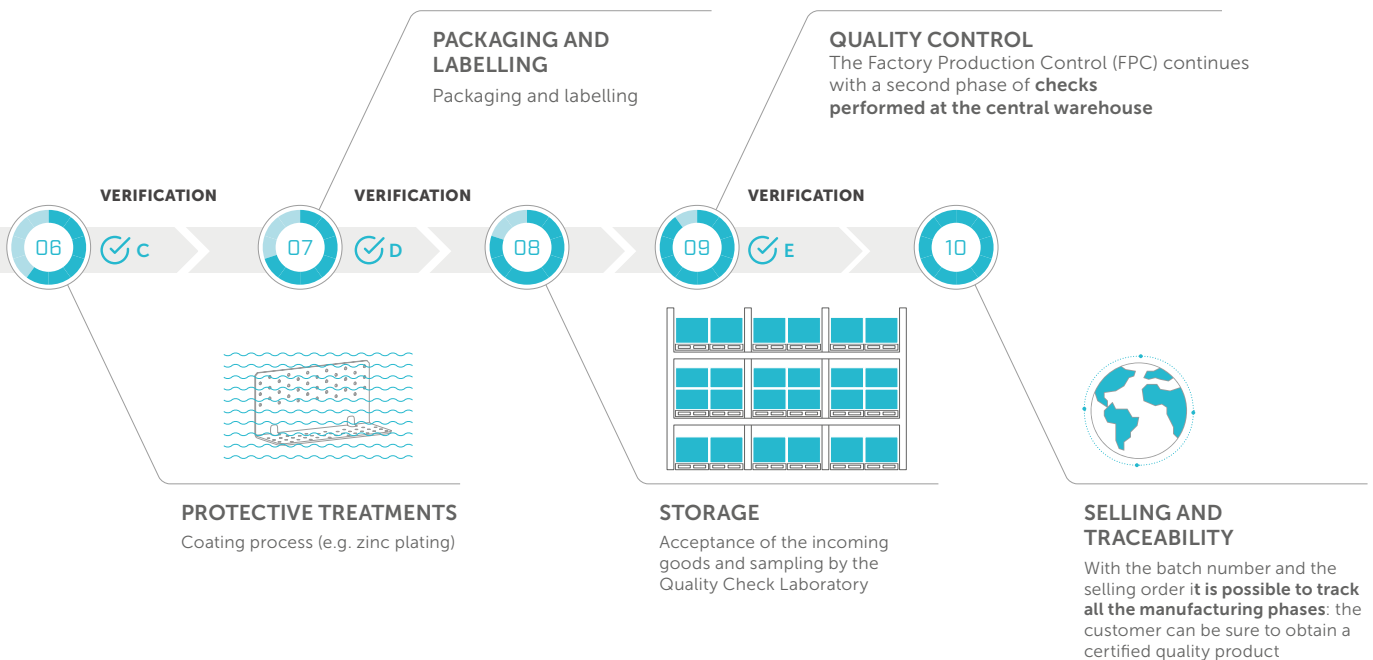 PACKAGING AND
LABELLING
Packaging and labelling
QUALITY CONTROL
The Factory Production Control (FPC) continues
with a second phase of checks
performed at the central warehouse
VERIFICATION
VERIFICATION
VERIFICATION
06
C
07
D
08
09
E
10
PROTECTIVE TREATMENTS
Coating process (e.g. zinc plating)
STORAGE
Acceptance of the incoming
goods and sampling by the
Quality Check Laboratory
SELLING AND
TRACEABILITY
With the batch number and the
selling order it is possible to track
all the manufacturing phases: the
customer can be sure to obtain a
certified quality product